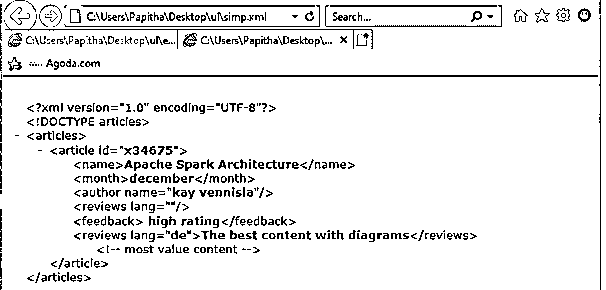 C:\Users\Papitha\Desktop\ul\simp.xml
Search...
C:\Users\Papitha\Desktop\ul\e...
C:\Users\Papitha\Desktop\...
Agoda.com
<?xml version="1.0" encoding="UTF-8"?>
<!DOCTYPE articles>
- <articles>
- <article id="x34675">
<name>Apache Spark Architecture</name>
<month>december</month>
<author name="kay vennisla"/>
<reviews lang=""/>
<feedback> high rating</feedback>
<reviews lang="de">The best content with diagrams</reviews>
<!-- most value content -->
</article>
</articles>